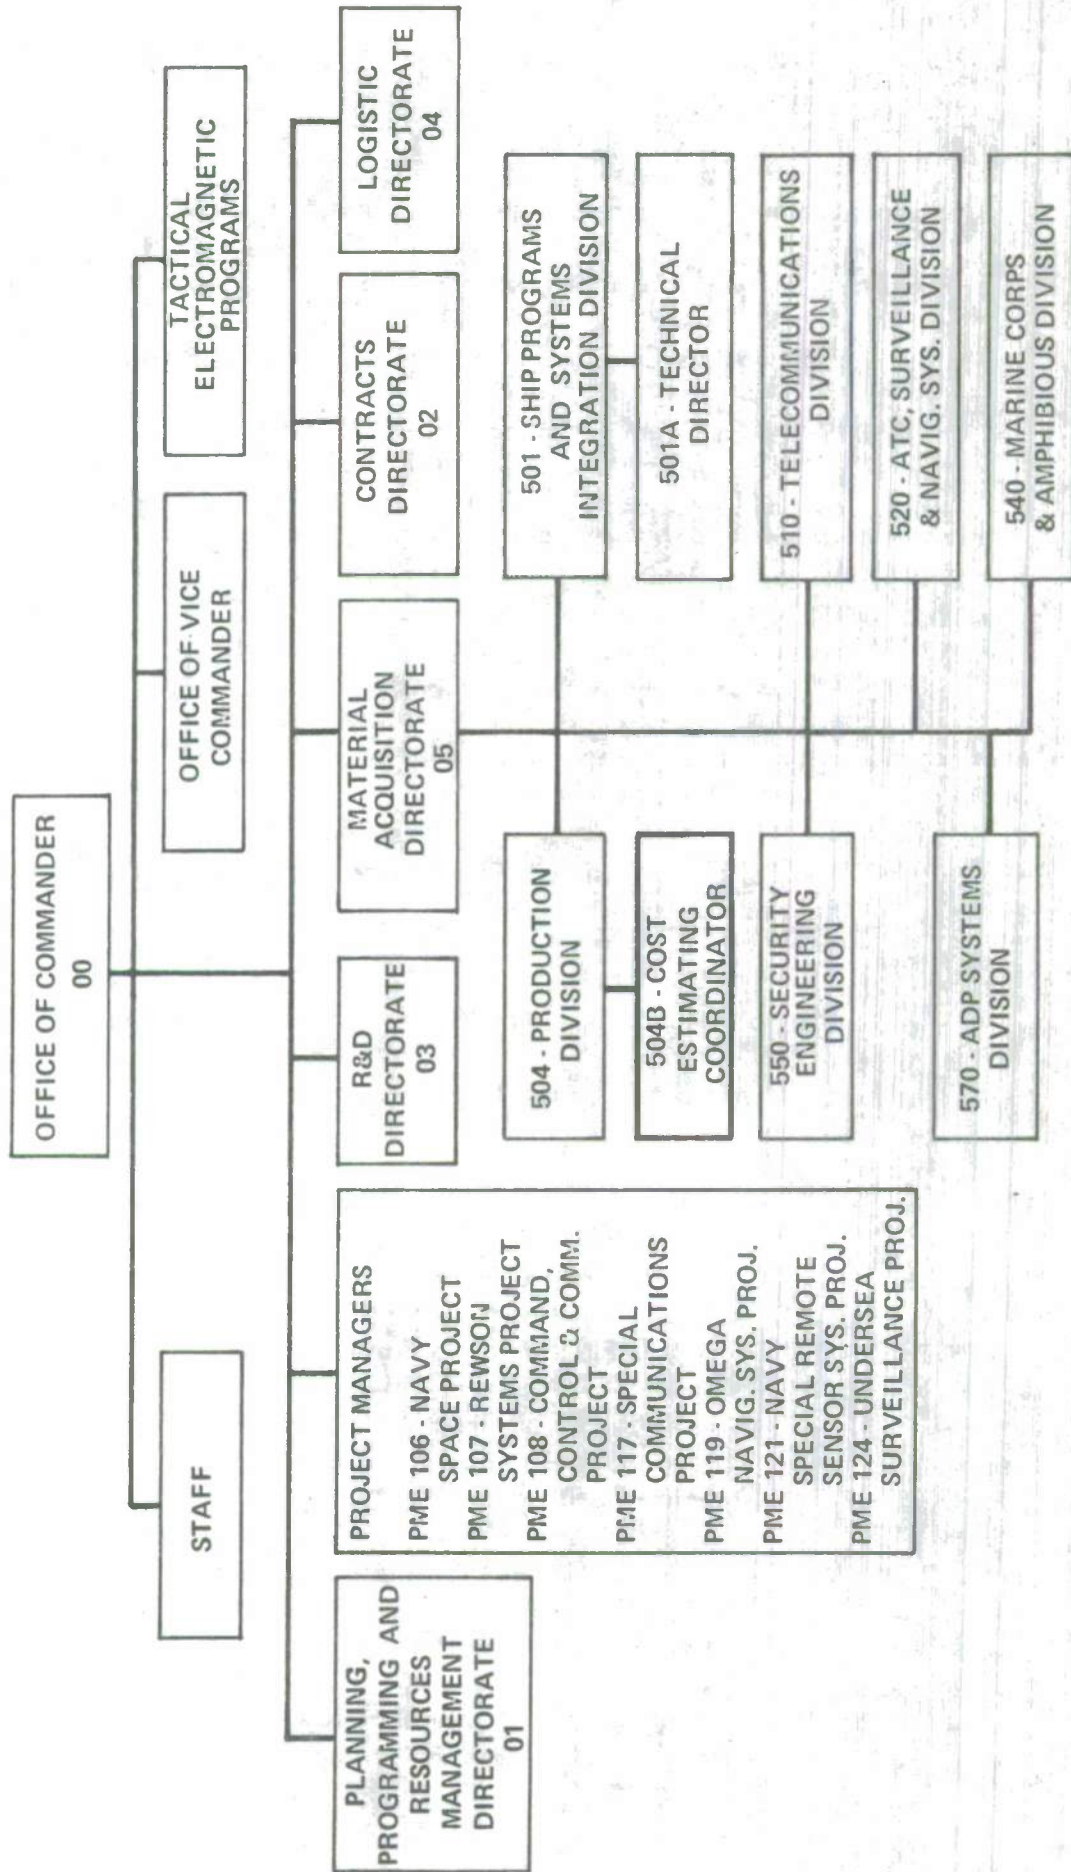 OFFICE OF COMMANDER
00
STAFF
OFFICE OF VICE
COMMANDER
TACTICAL
ELECTROMAGNETIC
PROGRAMS
PLANNING,
PROGRAMMING AND
RESOURCES
MANAGEMENT
DIRECTORATE
01
PROJECT MANAGERS
PME 106 - NAVY
SPACE PROJECT
PME 107 - REWSON
SYSTEMS PROJECT
PME 108 - COMMAND,
CONTROL & COMM.
PROJECT
PME 117 - SPECIAL
COMMUNICATIONS
PROJECT
PME 119 - OMEGA
NAVIG. SYS. PROJ.
PME 121 - NAVY
SPECIAL REMOTE
SENSOR SYS. PROJ.
PME 124 - UNDERSEA
SURVEILLANCE PROJ.
R&D
DIRECTORATE
03
MATERIAL
ACQUISITION
DIRECTORATE
05
CONTRACTS
DIRECTORATE
02
LOGISTIC
DIRECTORATE
04
504 - PRODUCTION
DIVISION
504B - COST
ESTIMATING
COORDINATOR
550 - SECURITY
ENGINEERING
DIVISION
570 - ADP SYSTEMS
DIVISION
501 - SHIP PROGRAMS
AND SYSTEMS
INTEGRATION DIVISION
501A - TECHNICAL
DIRECTOR
510 - TELECOMMUNICATIONS
DIVISION
520 - ATC, SURVEILLANCE
& NAVIG. SYS. DIVISION
540 - MARINE CORPS
& AMPHIBIOUS DIVISION